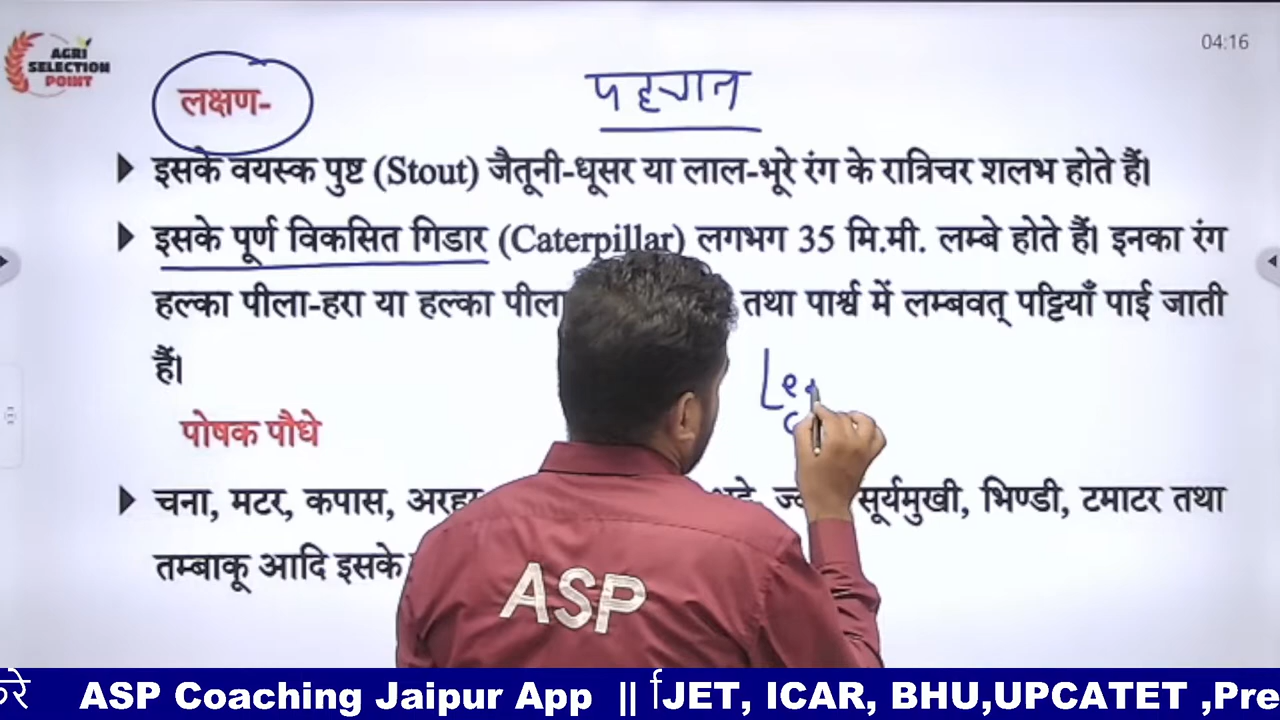 AGRI
SELECTION
POINT
04:16
लक्षण-
पहचान
इसके वयस्क पुष्ट (Stout) जैतूनी-धूसर या लाल-भूरे रंग के रात्रिचर शलभ होते हैं।
इसके पूर्ण विकसित गिडार (Caterpillar) लगभग 35 मि.मी. लम्बे होते हैं। इनका रंग
हल्का पीला-हरा या हल्का पीला तथा पार्श्व में लम्बवत् पट्टियाँ पाई जाती
हैं।
पोषक पौधे
चना, मटर, कपास, सूर्यमुखी, भिण्डी, टमाटर तथा
तम्बाकू आदि इसके
ASP
ASP Coaching Jaipur App || JET, ICAR, BHU,UPCATET ,Pre